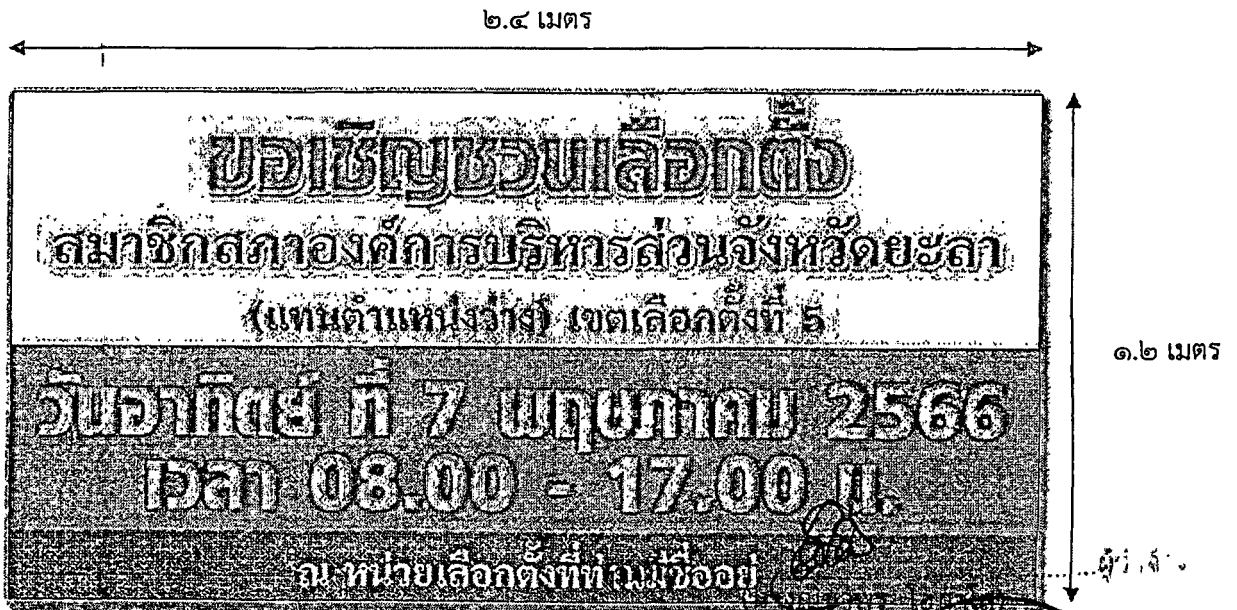 ๒.๔ เมตร
ขอเชิญชวนเลือกตั้ง
สมาชิกสภาองค์การบริหารส่วนจังหวัดยะลา
(แทนตำแหน่งว่าง) เขตเลือกตั้งที่ 5
๑.๒ เมตร
วันอาทิตย์ ที่ 7 พฤษภาคม 2566
เวลา 08.00 - 17.00 น.
ณ หน่วยเลือกตั้งที่ท่านมีชื่ออยู่